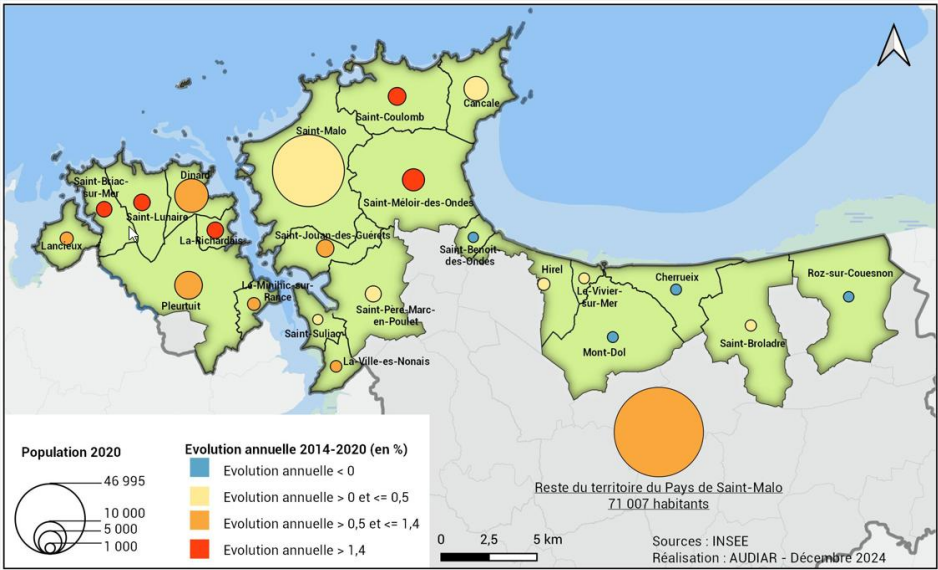 Cancale
Saint-Coulomb
Saint-Malo
Dinard
Saint-Briac-
sur-Mer
Saint-Lunaire
Saint-Méloir-des-Ondes
La-Richardais
Lancieux
Saint-Jouan-des-Guérets
Saint-Benoit-
des-Ondes
Hirel
Le-Vivier-
sur-Mer
Cherrueix
Roz-sur-Couesnon
Le-Minihic-sur-
Rance
Pleurtuit
Saint-Père-Marc-
en-Poulet
Saint-Suliac
Saint-Broladre
Mont-Dol
La-Ville-es-Nonais
Reste du territoire du Pays de Saint-Malo
71 007 habitants
Population 2020
46 995
10 000
5 000
1 000
Evolution annuelle 2014-2020 (en %)
Evolution annuelle < 0
Evolution annuelle > 0 et <= 0,5
Evolution annuelle > 0,5 et <= 1,4
Evolution annuelle > 1,4
0 2,5 5 km
Sources : INSEE
Réalisation : AUDIAR - Décembre 2024